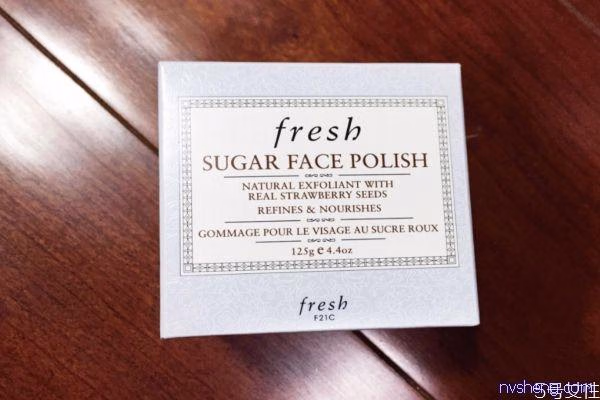 fresh
SUGAR FACE POLISH
NATURAL EXFOLIANT WITH
REAL STRAWBERRY SEEDS
REFINES & NOURISHES
GOMMAGE POUR LE VISAGE AU SUCRE ROUX
125g e 4.4oz
fresh
F21C